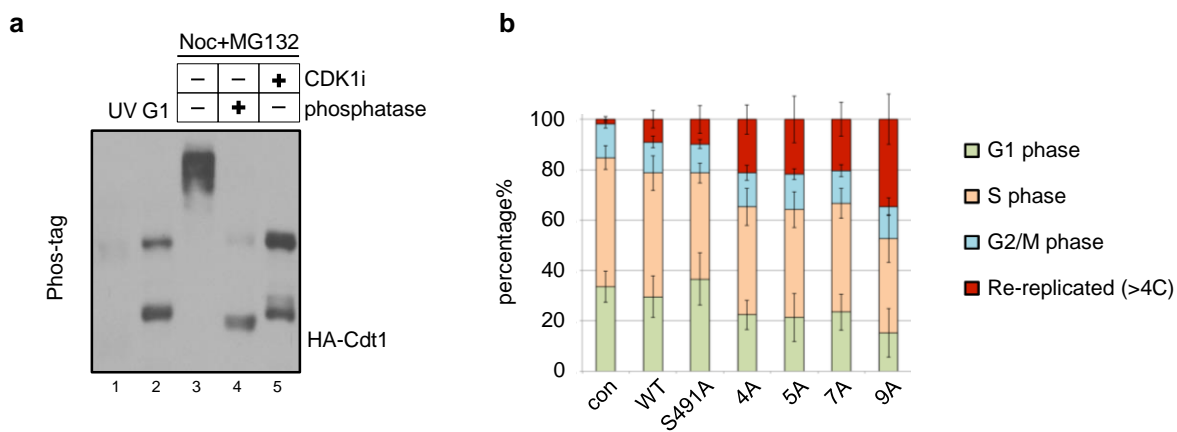 a
Noc+MG132
– – + CDK1i
UV G1 – + – phosphatase
Phos-tag
HA-Cdt1
1 2 3 4 5
b
100
80
60
40
20
0
percentage%
con WT S491A 4A 5A 7A 9A
G1 phase
S phase
G2/M phase
Re-replicated (>4C)